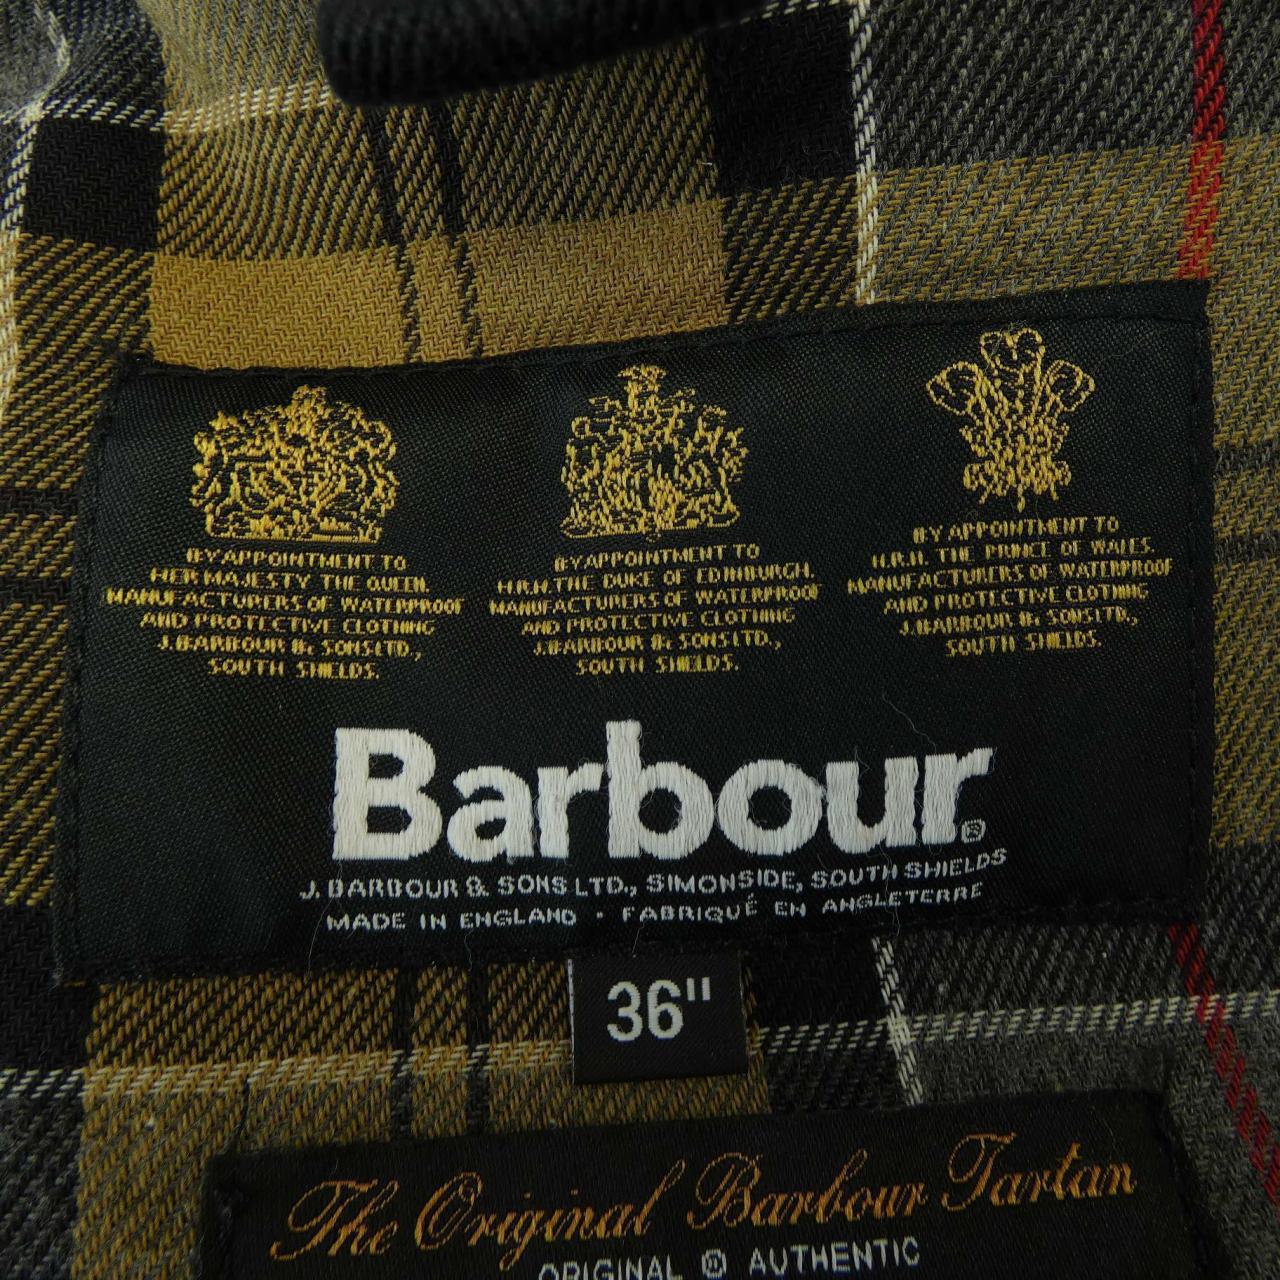 BY APPOINTMENT TO
HER MAJESTY THE QUEEN
MANUFACTURERS OF WATERPROOF
AND PROTECTIVE CLOTHING
J.BARBOUR & SONS LTD.,
SOUTH SHIELDS.
BY APPOINTMENT TO
H.R.H. THE DUKE OF EDINBURGH,
MANUFACTURERS OF WATERPROOF
AND PROTECTIVE CLOTHING
J.BARBOUR & SONS LTD.,
SOUTH SHIELDS.
BY APPOINTMENT TO
H.R.H. THE PRINCE OF WALES.
MANUFACTURERS OF WATERPROOF
AND PROTECTIVE CLOTHING
J.BARBOUR & SONS LTD.,
SOUTH SHIELDS.
Barbour®
J. BARBOUR & SONS LTD., SIMONSIDE, SOUTH SHIELDS
MADE IN ENGLAND · FABRIQUÉ EN ANGLETERRE
36"
The Original Barbour Tartan
ORIGINAL ® AUTHENTIC